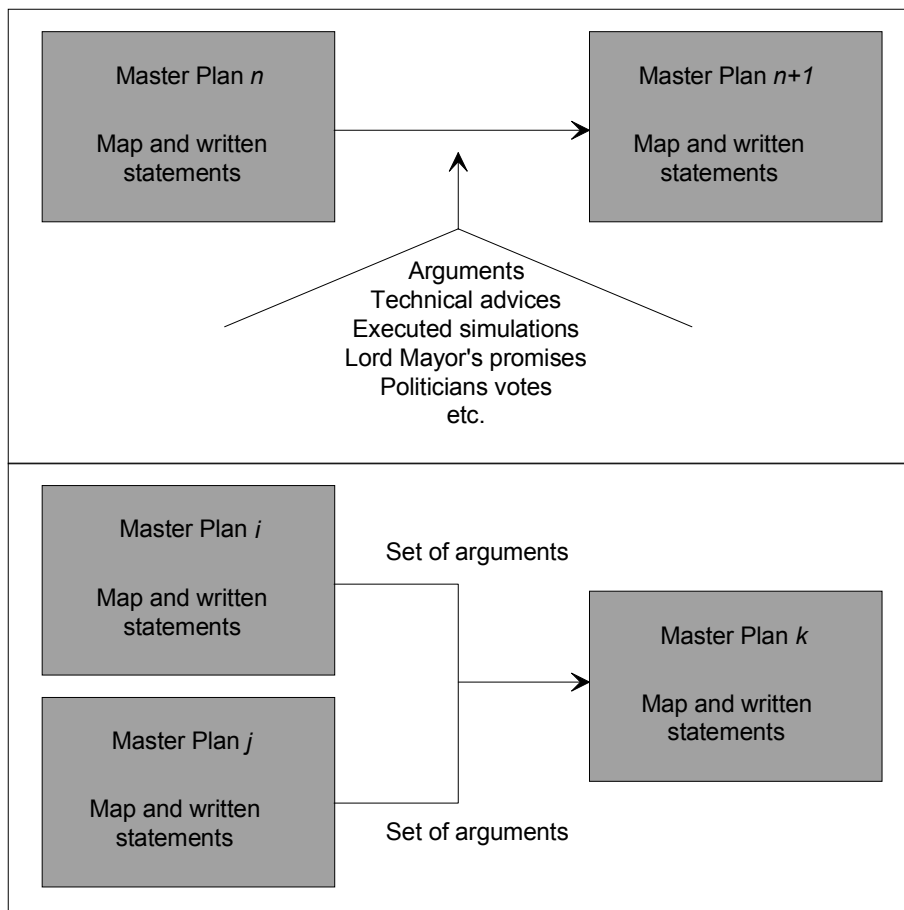 Master Plan n
Map and written
statements
Master Plan n+1
Map and written
statements
Arguments
Technical advices
Executed simulations
Lord Mayor's promises
Politicians votes
etc.
Master Plan i
Map and written
statements
Set of arguments
Master Plan j
Map and written
statements
Set of arguments
Master Plan k
Map and written
statements